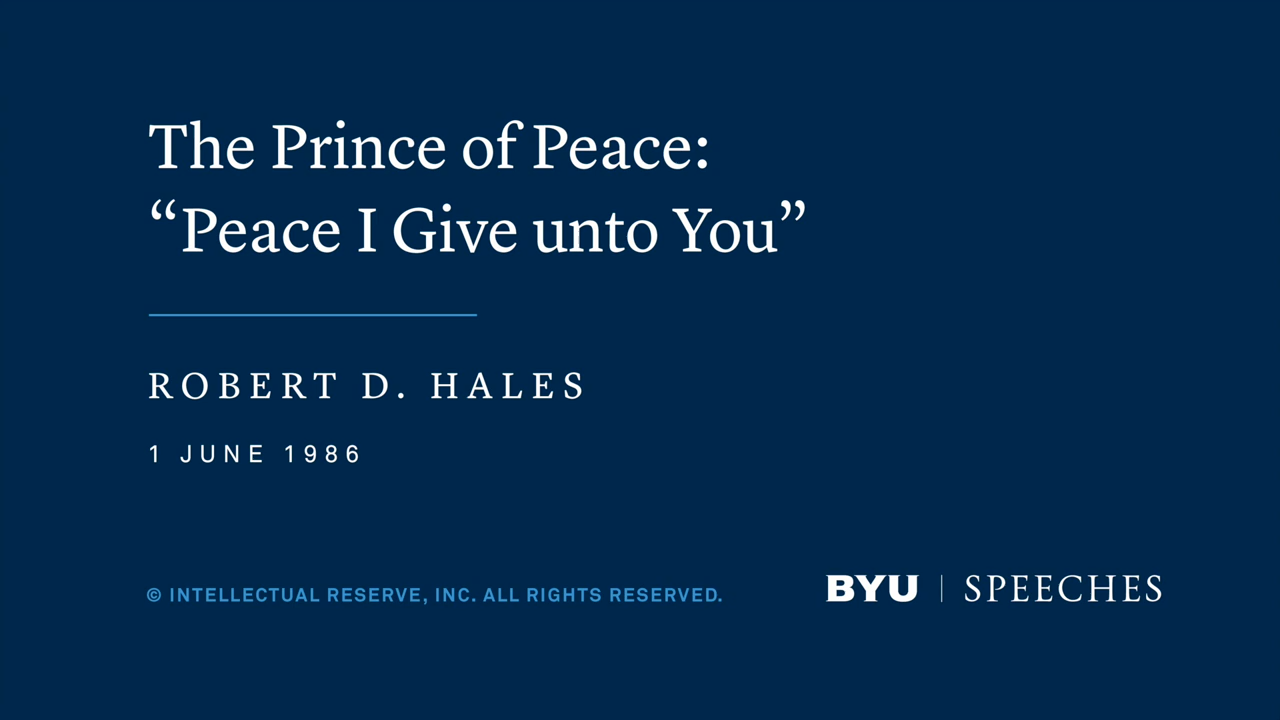 The Prince of Peace:
“Peace I Give unto You”
ROBERT D. HALES
1 JUNE 1986
© INTELLECTUAL RESERVE, INC. ALL RIGHTS RESERVED.
BYU | SPEECHES